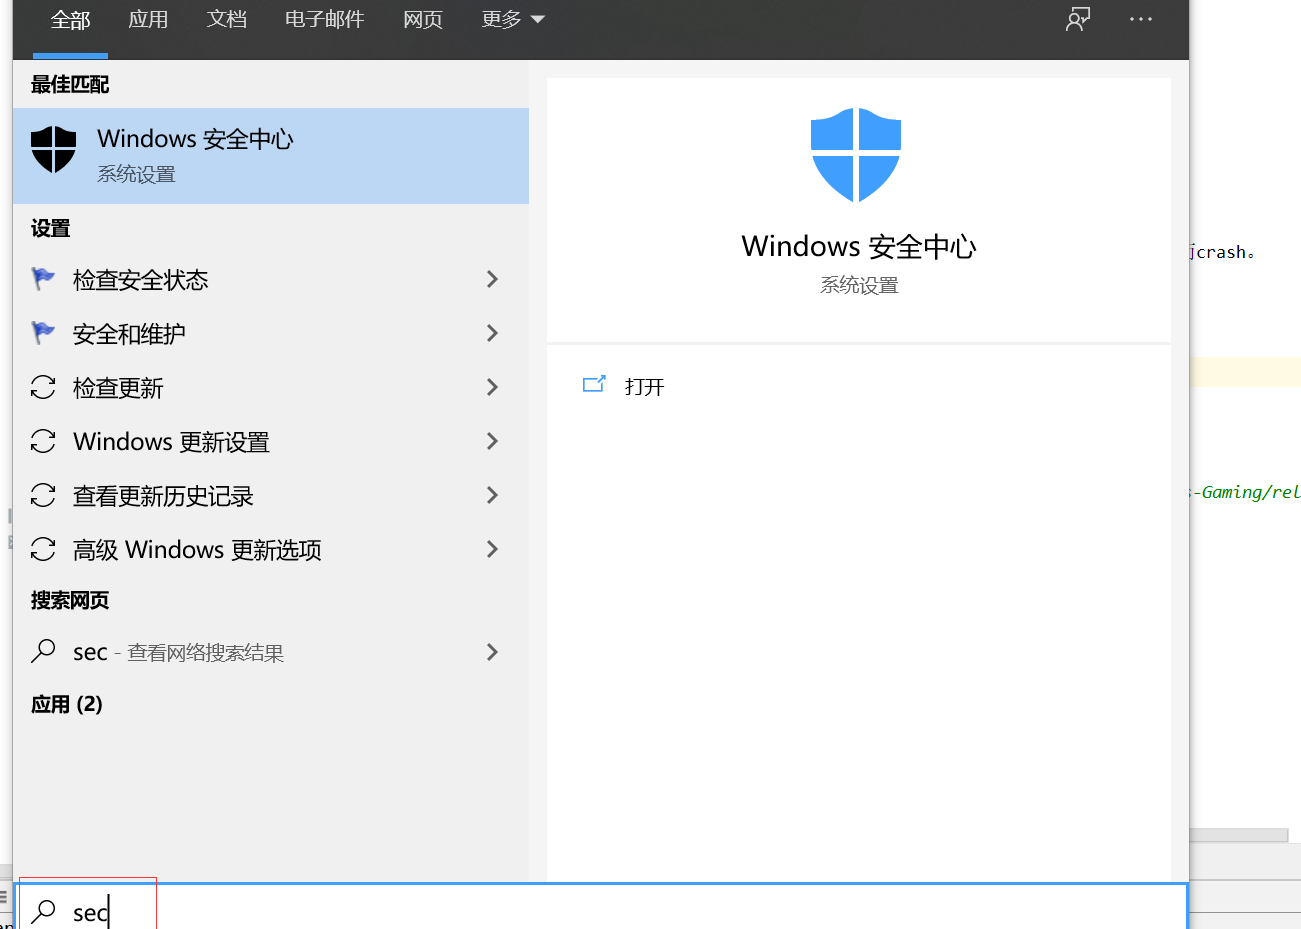 全部 应用 文档 电子邮件 网页 更多
最佳匹配
Windows 安全中心
系统设置
设置
检查安全状态
安全和维护
检查更新
Windows 更新设置
查看更新历史记录
高级 Windows 更新选项
搜索网页
sec - 查看网络搜索结果
应用 (2)
sec
Windows 安全中心
系统设置
打开
crash。
s-Gaming/rel